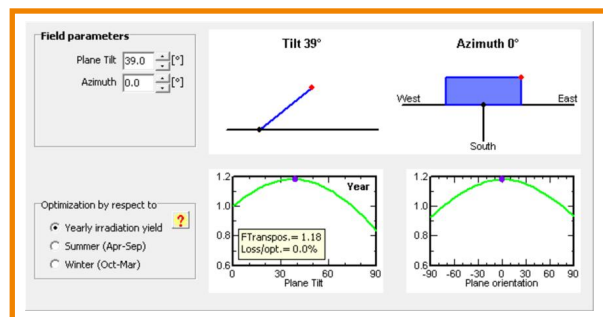 Field parameters
Plane Tilt 39.0 [°]
Azimuth 0.0 [°]
Tilt 39°
Azimuth 0°
West
East
South
Optimization by respect to
Yearly irradiation yield
Summer (Apr-Sep)
Winter (Oct-Mar)
?
1.2
1.0
0.8
0.6
Year
FTranspos.= 1.18
Loss/opt.= 0.0%
0 30 60 90
Plane Tilt
1.2
1.0
0.8
0.6
-90 -60 -30 0 30 60 90
Plane orientation